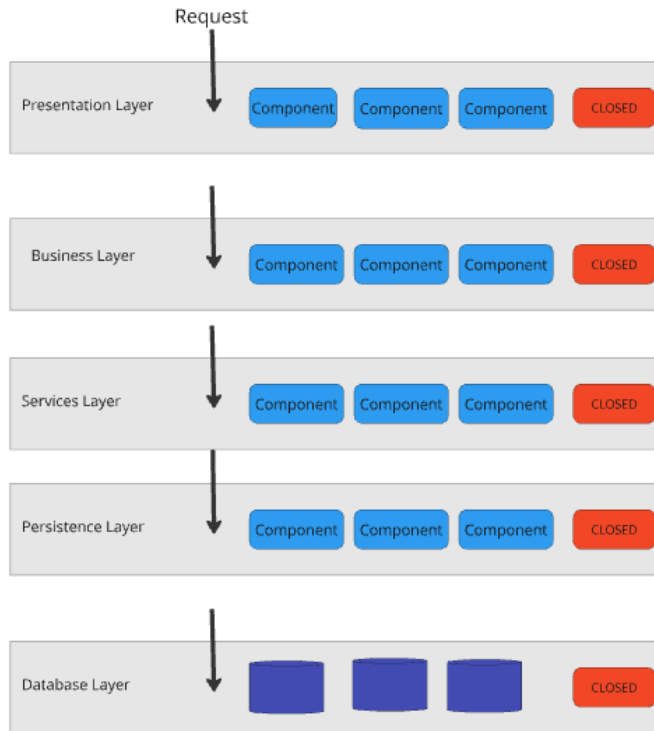 Request
Presentation Layer Component Component Component CLOSED
Business Layer Component Component Component CLOSED
Services Layer Component Component Component CLOSED
Persistence Layer Component Component Component CLOSED
Database Layer CLOSED